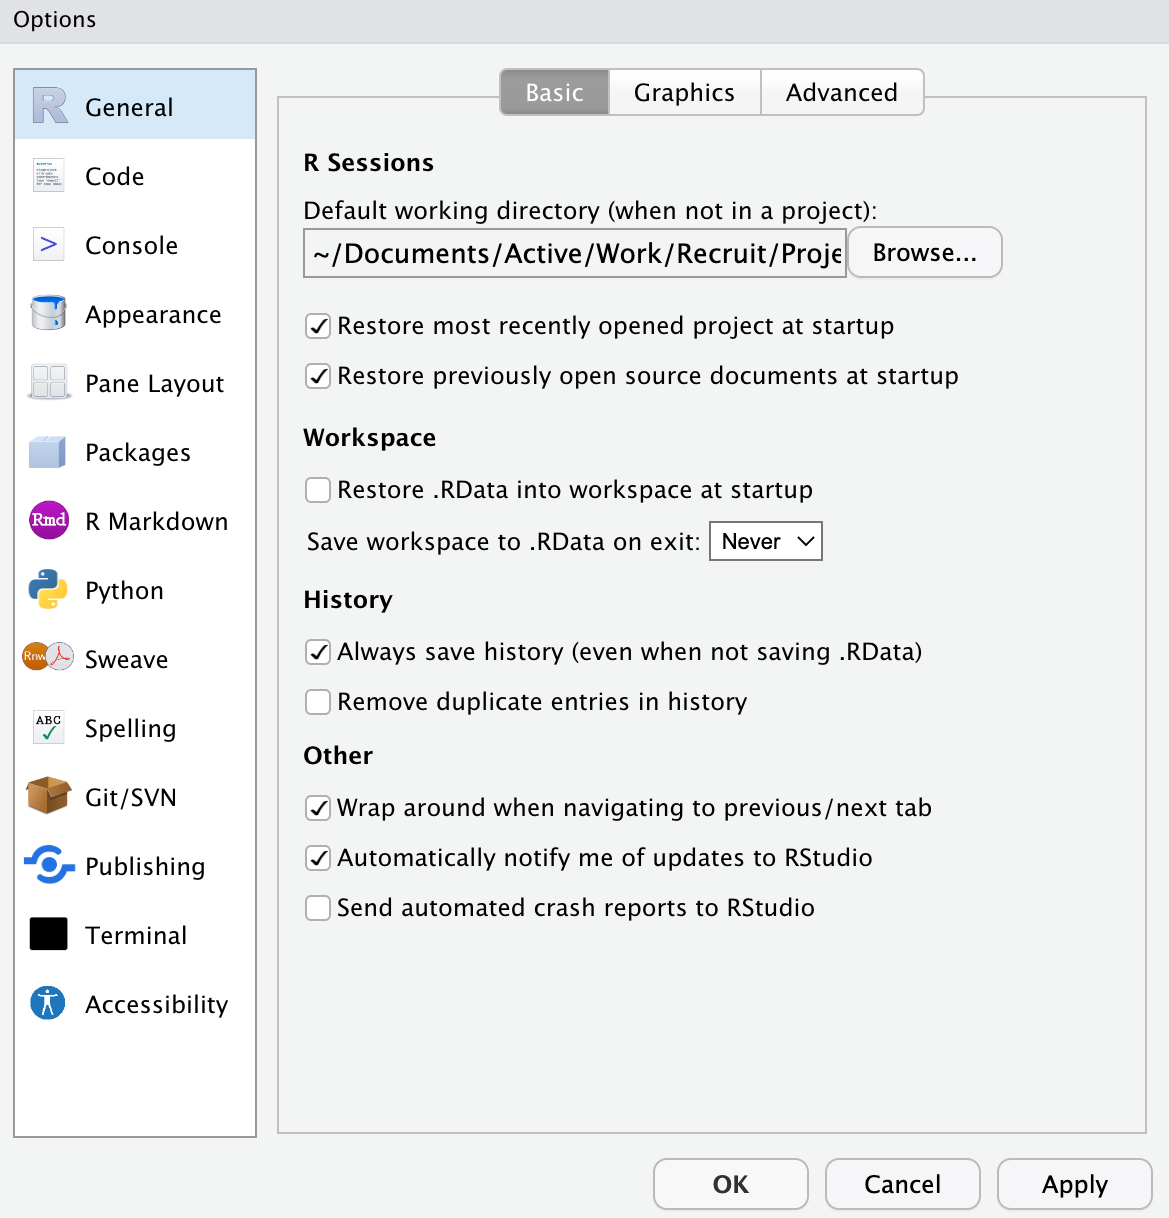 Options
General
Code
Console
Appearance
Pane Layout
Packages
Rmd
R Markdown
Python
Rnw
Sweave
ABC
Spelling
Git/SVN
Publishing
Terminal
Accessibility
Basic
Graphics
Advanced
R Sessions
Default working directory (when not in a project):
~/Documents/Active/Work/Recruit/Proje
Browse...
Restore most recently opened project at startup
Restore previously open source documents at startup
Workspace
Restore .RData into workspace at startup
Save workspace to .RData on exit: Never
History
Always save history (even when not saving .RData)
Remove duplicate entries in history
Other
Wrap around when navigating to previous/next tab
Automatically notify me of updates to RStudio
Send automated crash reports to RStudio
OK
Cancel
Apply